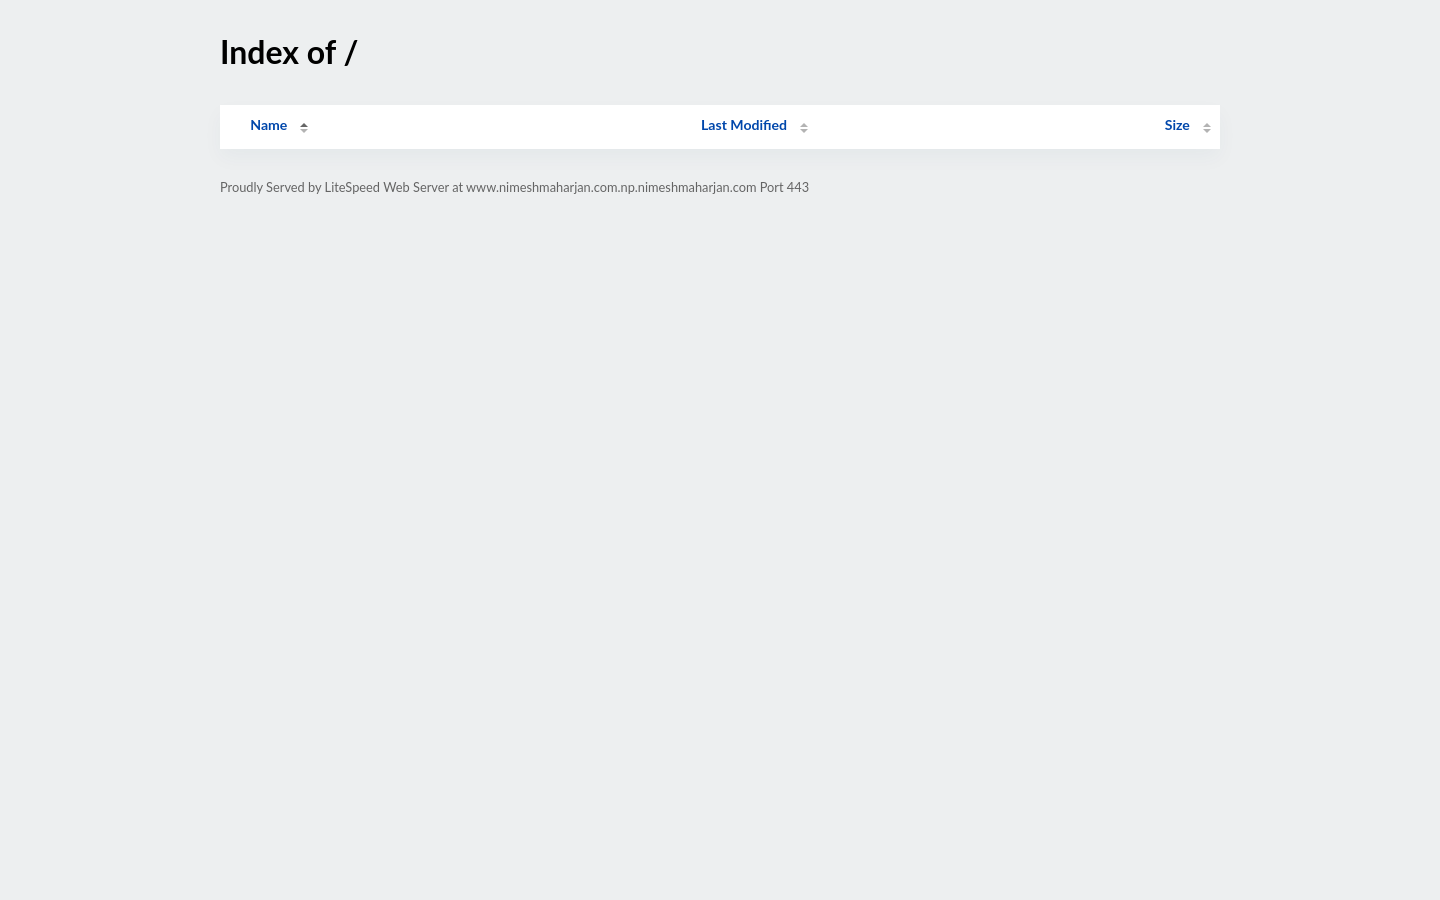 Index of /
Name Last Modified Size
Proudly Served by LiteSpeed Web Server at www.nimeshmaharjan.com.np.nimeshmaharjan.com Port 443